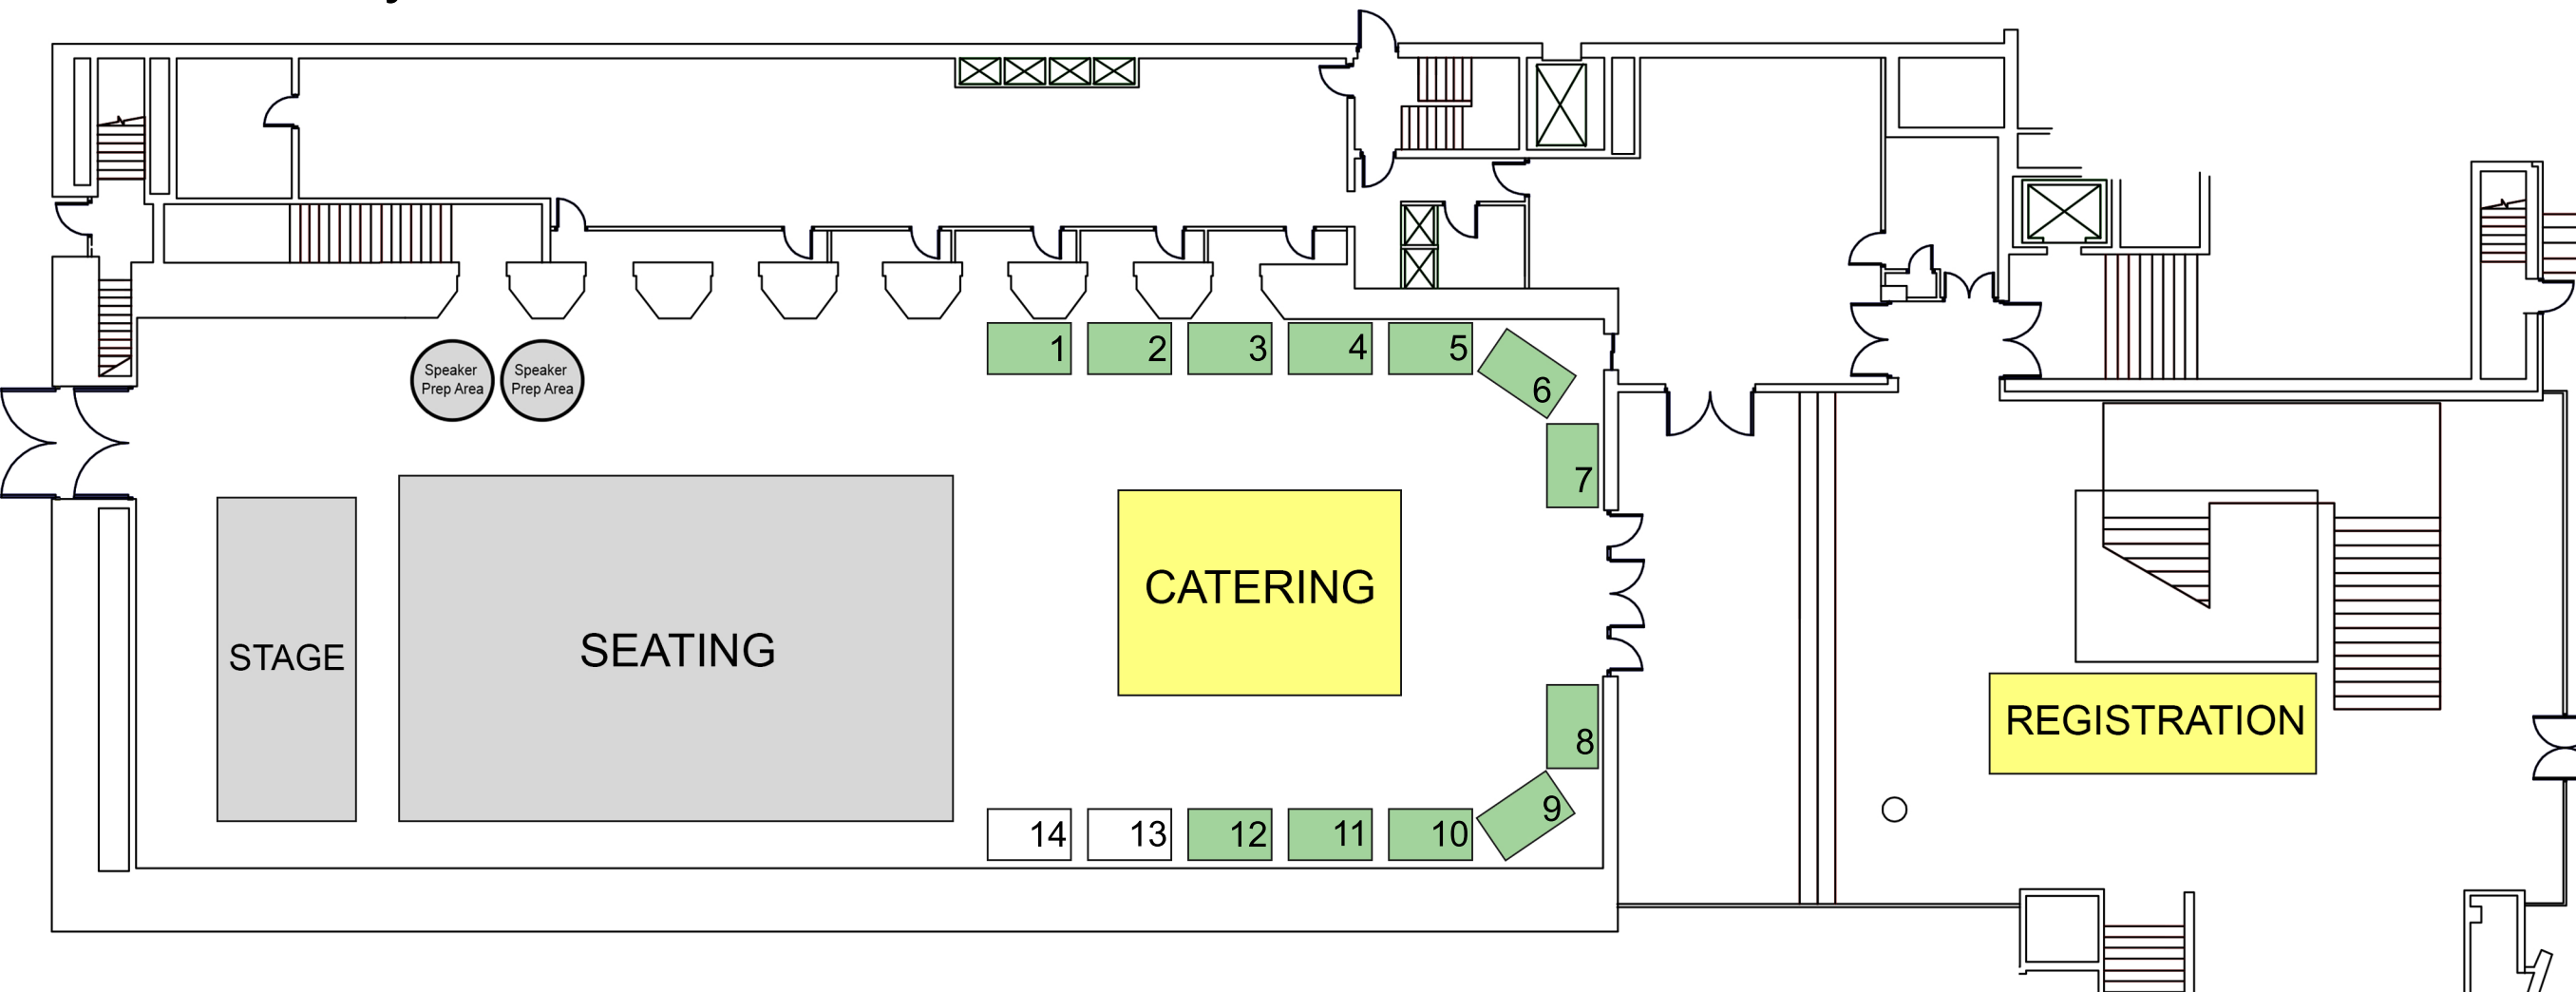 1
2
3
4
5
6
7
Speaker
Prep Area
Speaker
Prep Area
STAGE
SEATING
CATERING
REGISTRATION
8
9
14
13
12
11
10